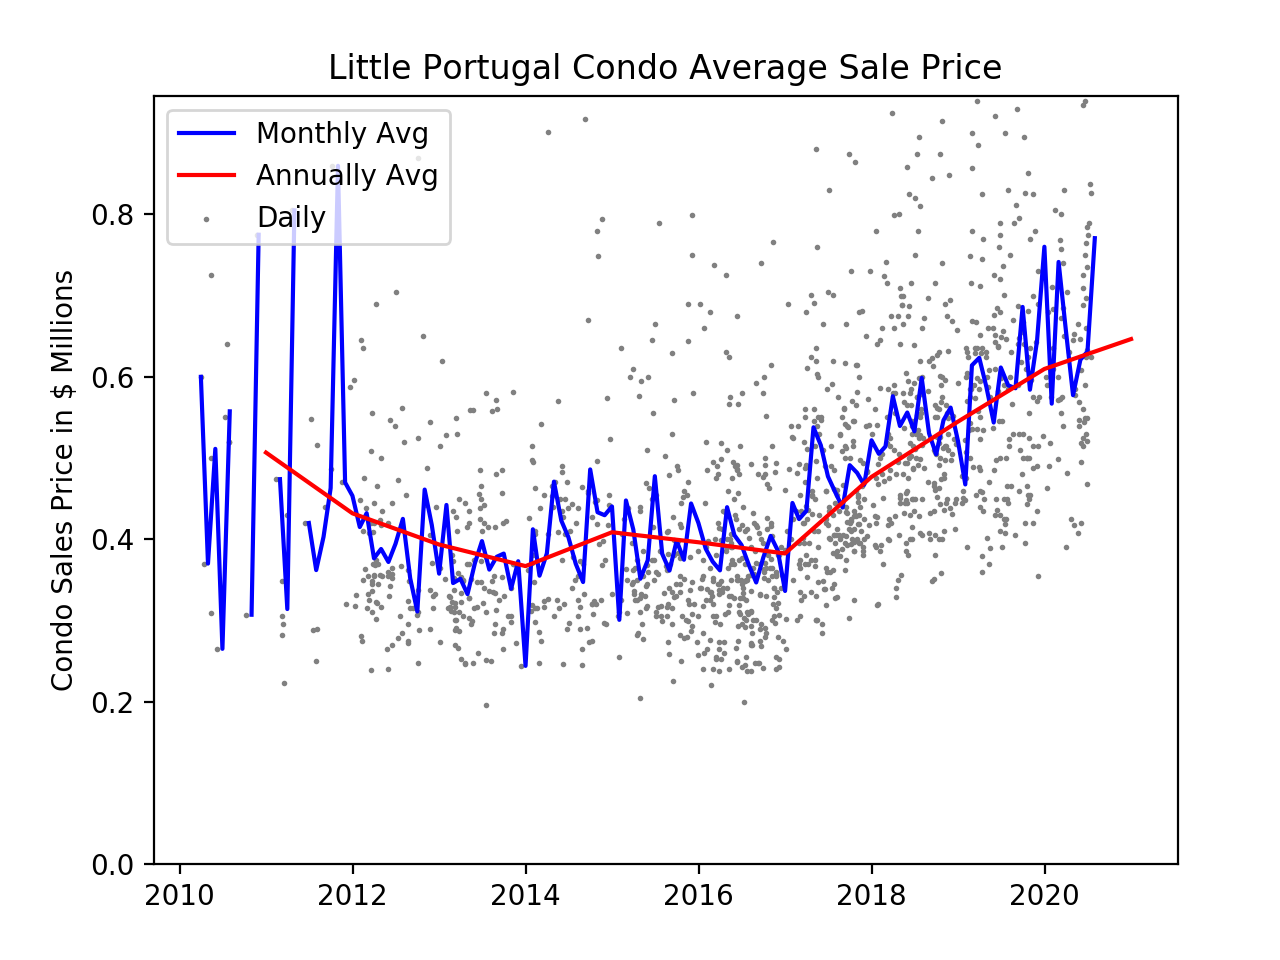 Little Portugal Condo Average Sale Price
Monthly Avg
Annually Avg
Daily
Condo Sales Price in $ Millions
0.8
0.6
0.4
0.2
0.0
2010 2012 2014 2016 2018 2020